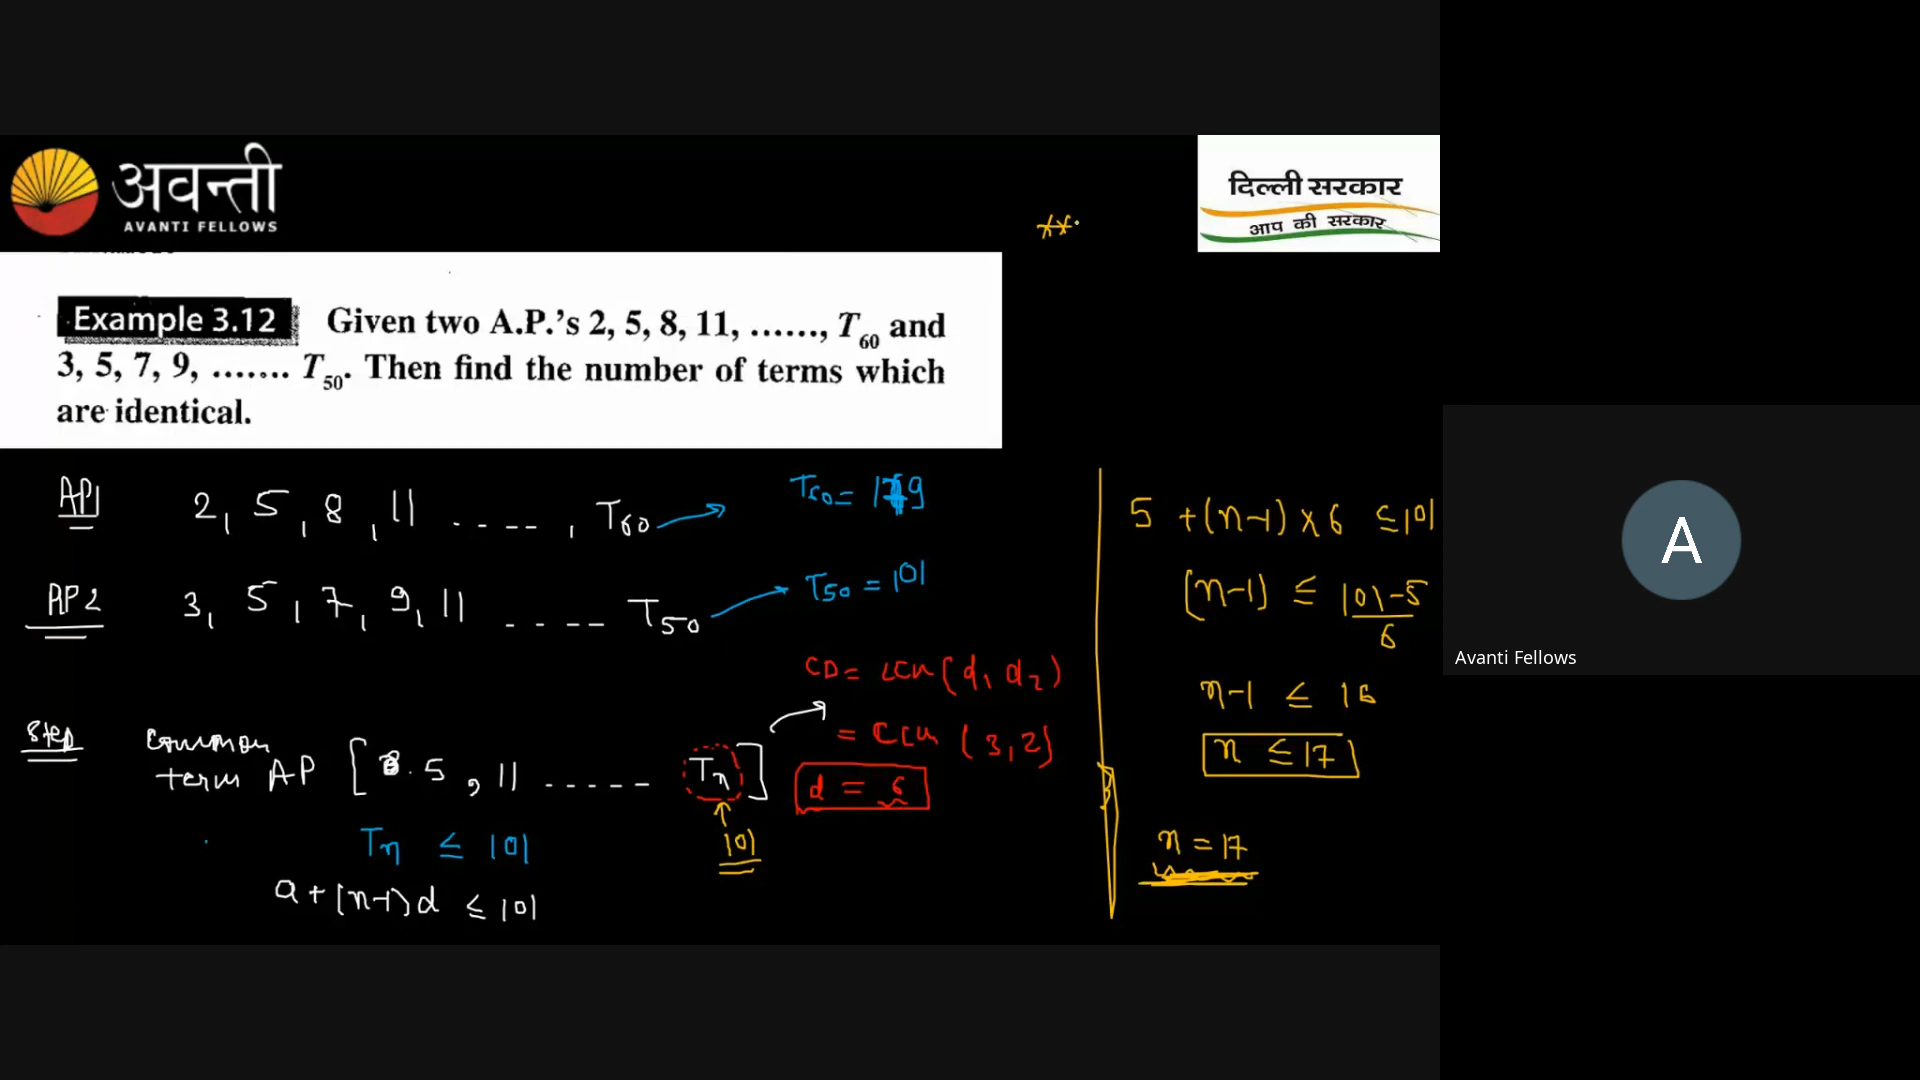 अवन्ती
AVANTI FELLOWS
**
दिल्ली सरकार
आप की सरकार
Example 3.12 Given two A.P.'s 2, 5, 8, 11, ......, T60 and
3, 5, 7, 9, ....... T50. Then find the number of terms which
are identical.
AP1 2, 5, 8, 11 ...., T60 → T60 = 179
AP2 3, 5, 7, 9, 11 .... T50 → T50 = 101
Step common term AP [ 5, 11 ..... Tn ]
CD = LCM (d1 d2)
= LCM (3,2)
d = 6
101
Tn ≤ 101
a + (n-1)d ≤ 101
5 + (n-1) × 6 ≤ 101
(n-1) ≤ 101-5/6
n-1 ≤ 16
n ≤ 17
n = 17
A
Avanti Fellows